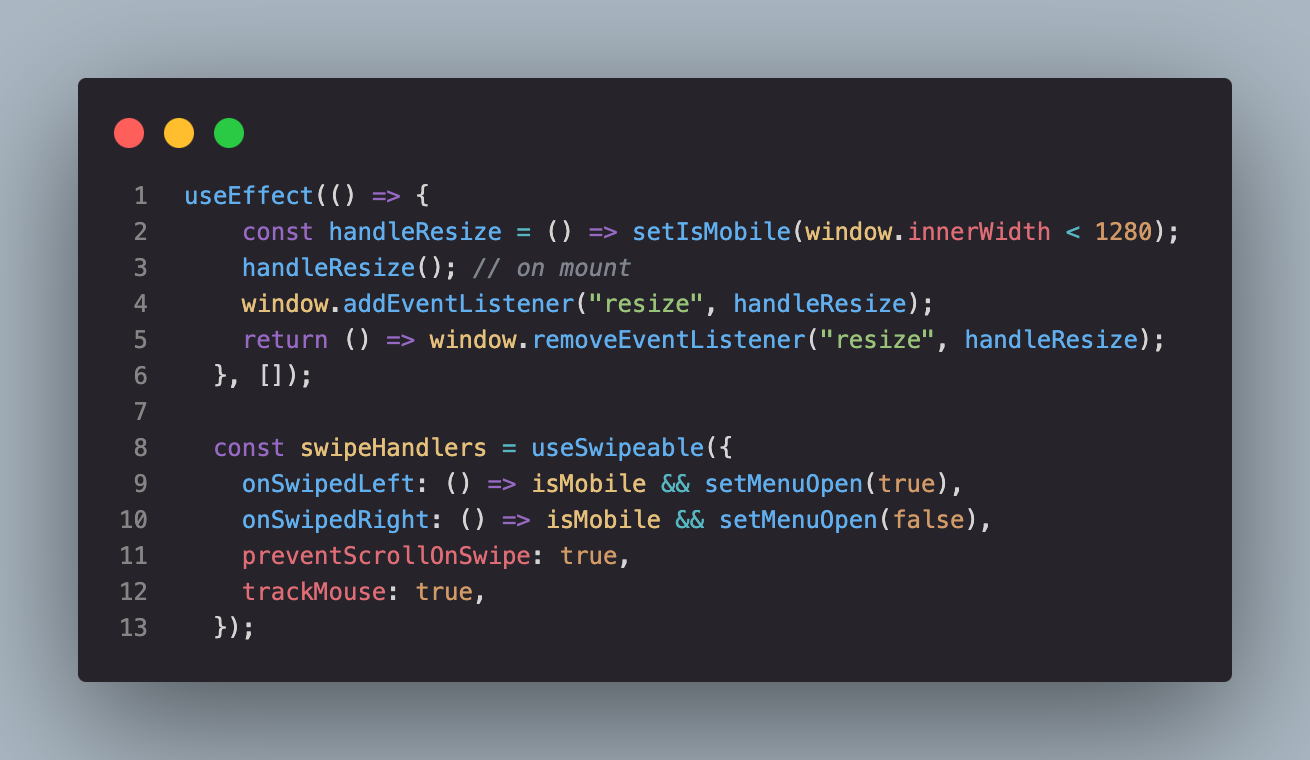 1 useEffect(() => {
2     const handleResize = () => setIsMobile(window.innerWidth < 1280);
3     handleResize(); // on mount
4     window.addEventListener("resize", handleResize);
5     return () => window.removeEventListener("resize", handleResize);
6   }, []);
7
8   const swipeHandlers = useSwipeable({
9     onSwipedLeft: () => isMobile && setMenuOpen(true),
10     onSwipedRight: () => isMobile && setMenuOpen(false),
11     preventScrollOnSwipe: true,
12     trackMouse: true,
13   });